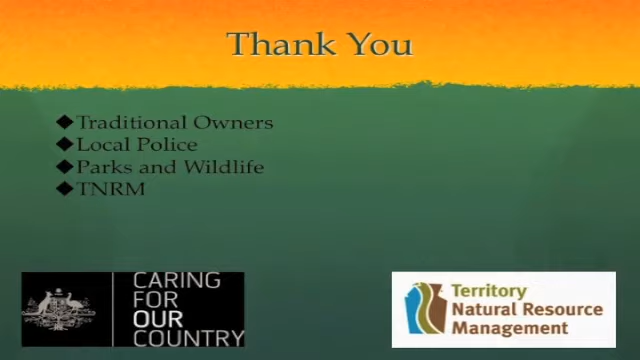 Thank You
◆Traditional Owners
◆Local Police
◆Parks and Wildlife
◆TNRM
CARING
FOR
OUR
COUNTRY
Territory
Natural Resource
Management